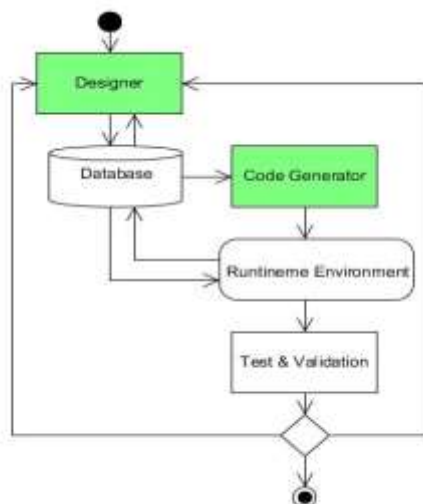 Designer
Database
Code Generator
Runtineme Environment
Test & Validation